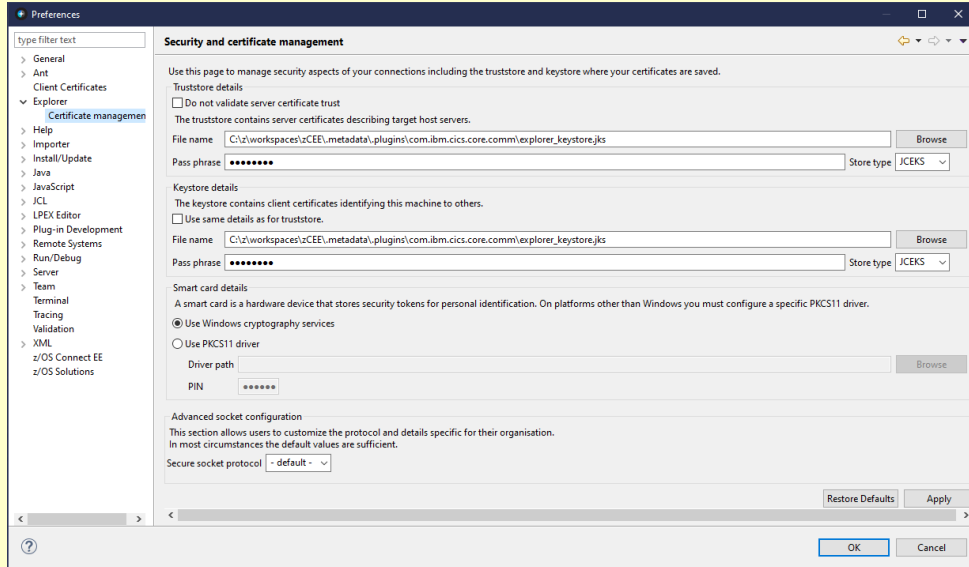 Preferences
type filter text
General
Ant
Client Certificates
Explorer
Certificate managemen
Help
Importer
Install/Update
Java
JavaScript
JCL
LPEX Editor
Plug-in Development
Remote Systems
Run/Debug
Server
Team
Terminal
Tracing
Validation
XML
z/OS Connect EE
z/OS Solutions
Security and certificate management
Use this page to manage security aspects of your connections including the truststore and keystore where your certificates are saved.
Truststore details
Do not validate server certificate trust
The truststore contains server certificates describing target host servers.
File name C:\z\workspaces\zCEE\.metadata\.plugins\com.ibm.cics.core.comm\explorer_keystore.jks Browse
Pass phrase ●●●●●●●● Store type JCEKS
Keystore details
The keystore contains client certificates identifying this machine to others.
Use same details as for truststore.
File name C:\z\workspaces\zCEE\.metadata\.plugins\com.ibm.cics.core.comm\explorer_keystore.jks Browse
Pass phrase ●●●●●●●● Store type JCEKS
Smart card details
A smart card is a hardware device that stores security tokens for personal identification. On platforms other than Windows you must configure a specific PKCS11 driver.
Use Windows cryptography services
Use PKCS11 driver
Driver path Browse
PIN ●●●●●●
Advanced socket configuration
This section allows users to customize the protocol and details specific for their organisation.
In most circumstances the default values are sufficient.
Secure socket protocol - default -
Restore Defaults Apply
OK Cancel